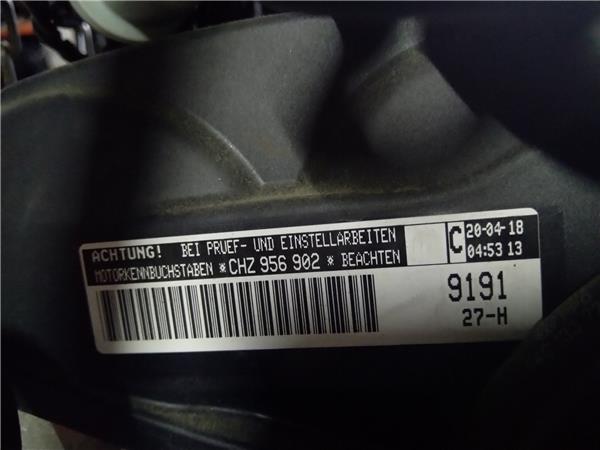 ACHTUNG! BEI PRUEF- UND EINSTELLARBEITEN
MOTORKENNBUCHSTABEN *CHZ 956 902* BEACHTEN
C 20-04-18
04:53 13
9191
27-H